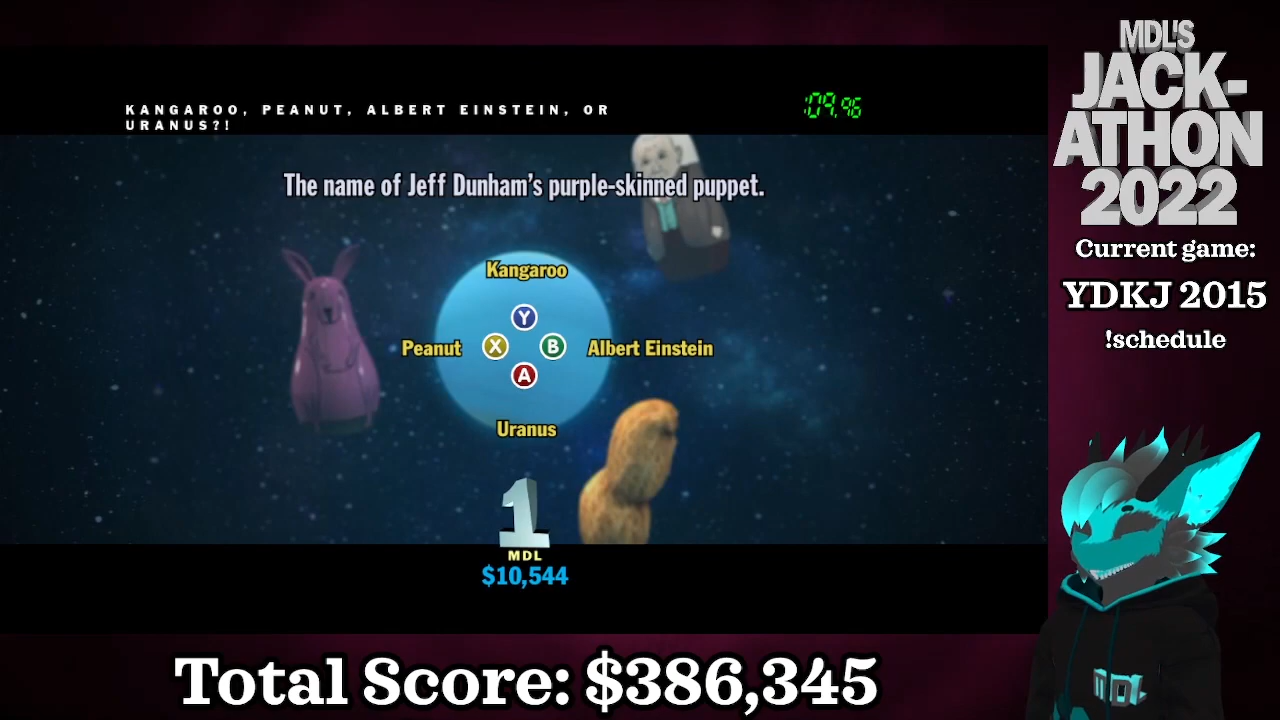 KANGAROO, PEANUT, ALBERT EINSTEIN, OR
URANUS?!
:09.96
The name of Jeff Dunham's purple-skinned puppet.
Kangaroo
Y
Peanut
X
B
Albert Einstein
A
Uranus
1
MDL
$10,544
Total Score: $386,345
MDL'S
JACK-
ATHON
2022
Current game:
YDKJ 2015
!schedule
MDL